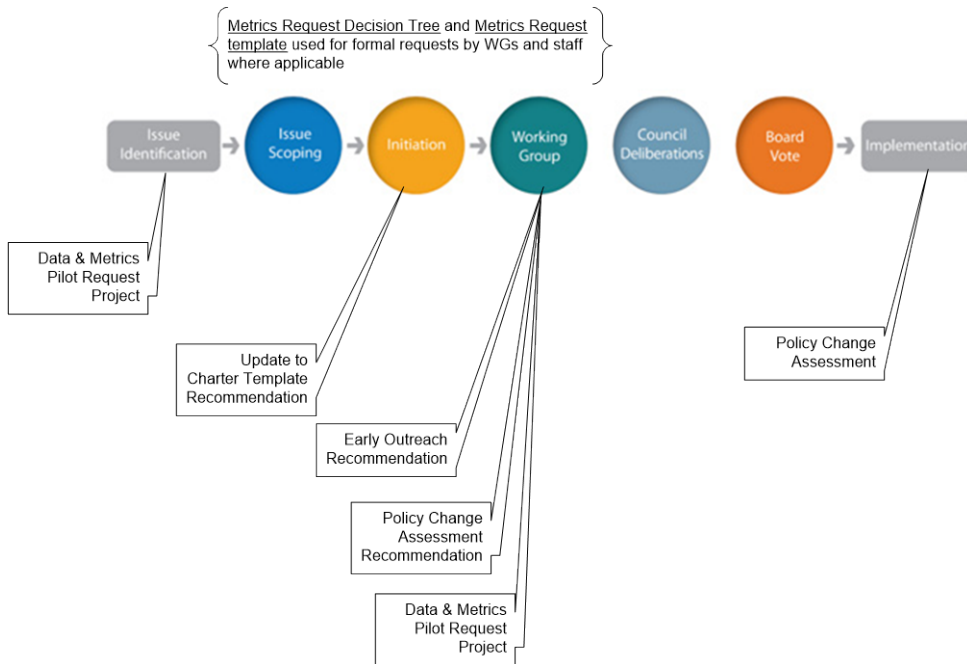 Metrics Request Decision Tree and Metrics Request
template used for formal requests by WGs and staff
where applicable
Issue
Identification
Issue
Scoping
Initiation
Working
Group
Council
Deliberations
Board
Vote
Implementation
Data & Metrics
Pilot Request
Project
Update to
Charter Template
Recommendation
Early Outreach
Recommendation
Policy Change
Assessment
Recommendation
Data & Metrics
Pilot Request
Project
Policy Change
Assessment